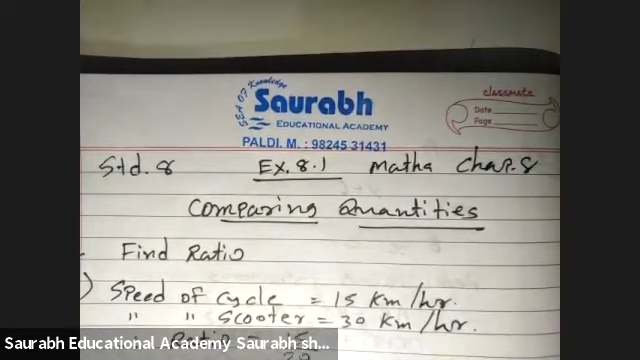 SEA OF Knowledge
Saurabh
EDUCATIONAL ACADEMY
PALDI. M. : 98245 31431
classmate
Date
Page
Std. 8 Ex. 8.1 Maths Chap. 8
Comparing Quantities
Find Ratio
) Speed of cycle = 15 Km/hr.
" " Scooter = 30 Km/hr.
Saurabh Educational Academy Saurabh sh...